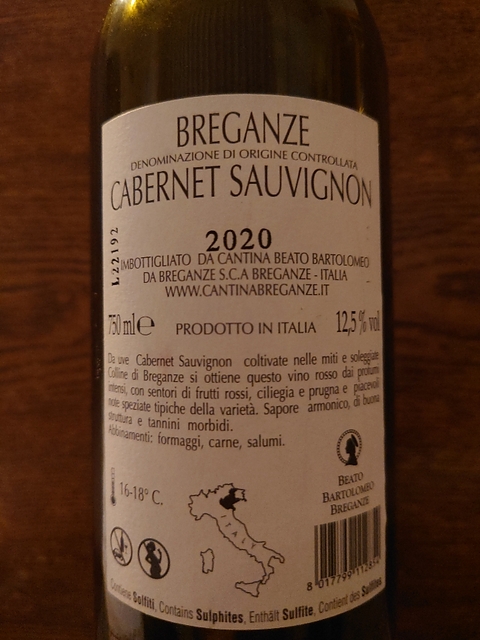 BREGANZE
DENOMINAZIONE DI ORIGINE CONTROLLATA
CABERNET SAUVIGNON
2020
L22192
IMBOTTIGLIATO DA CANTINA BEATO BARTOLOMEO
DA BREGANZE S.C.A BREGANZE - ITALIA
WWW.CANTINABREGANZE.IT
750 ml e PRODOTTO IN ITALIA 12,5 % vol
Da uve Cabernet Sauvignon coltivate nelle miti e soleggiate
Colline di Breganze si ottiene questo vino rosso dai profumi
intensi, con sentori di frutti rossi, ciliegia e prugna e piacevoli
note speziate tipiche della varietà. Sapore armonico, di buona
struttura e tannini morbidi.
Abbinamenti: formaggi, carne, salumi.
16-18° C.
ITALY
BEATO
BARTOLOMEO
BREGANZE
Contiene Solfiti, Contains Sulphites, Enthält Sulfite, Contient des Sulfites